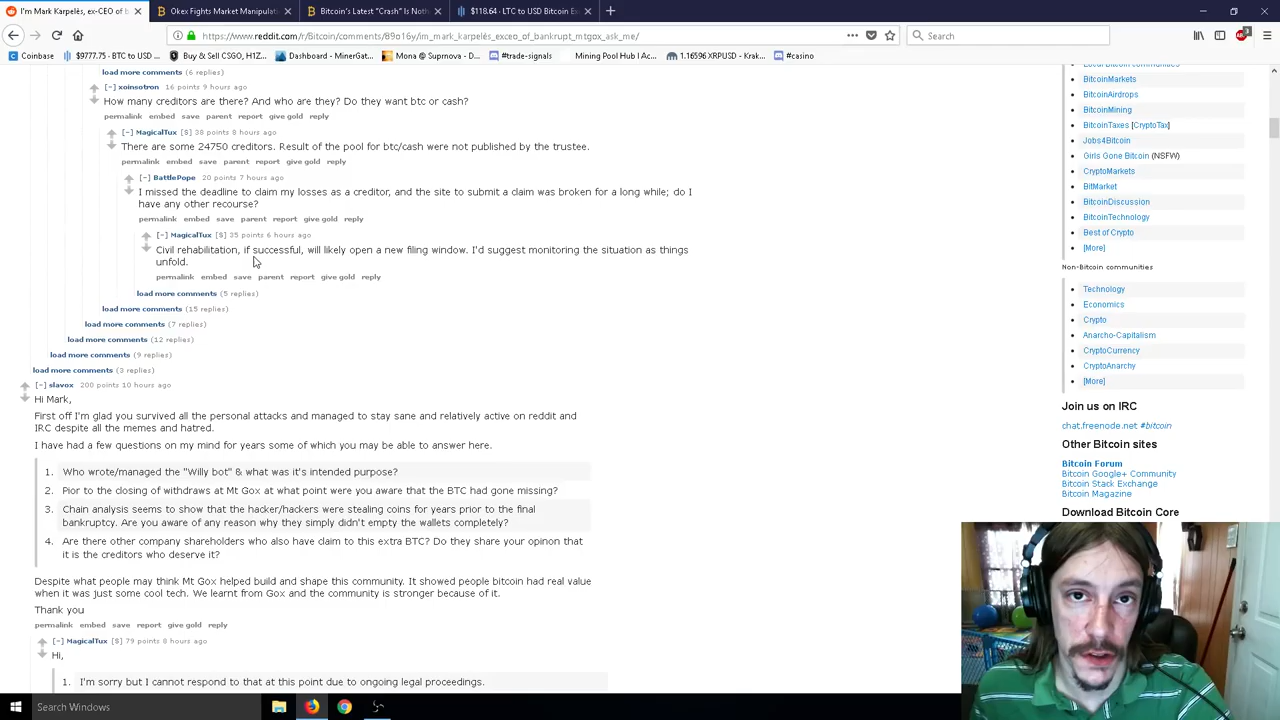 I'm Mark Karpelès, ex-CEO of b
Okex Fights Market Manipulat
Bitcoin's Latest "Crash" Is Noth
$118.64 - LTC to USD Bitcoin Ex
https://www.reddit.com/r/Bitcoin/comments/89o16y/im_mark_karpelès_exceo_of_bankrupt_mtgox_ask_me/
Search
Coinbase
$9777.75 - BTC to USD ...
Buy & Sell CSGO, H1Z...
Dashboard - MinerGat...
Mona @ Suprnova - D...
#trade-signals
Mining Pool Hub | Ac...
1.16596 XRPUSD - Krak...
#casino
load more comments (6 replies)
[-] xoinsotron 16 points 9 hours ago
How many creditors are there? And who are they? Do they want btc or cash?
permalink embed save parent report give gold reply
[-] MagicalTux [S] 38 points 8 hours ago
There are some 24750 creditors. Result of the pool for btc/cash were not published by the trustee.
permalink embed save parent report give gold reply
[-] BattlePope 20 points 7 hours ago
I missed the deadline to claim my losses as a creditor, and the site to submit a claim was broken for a long while; do I
have any other recourse?
permalink embed save parent report give gold reply
[-] MagicalTux [S] 35 points 6 hours ago
Civil rehabilitation, if successful, will likely open a new filing window. I'd suggest monitoring the situation as things
unfold.
permalink embed save parent report give gold reply
load more comments (5 replies)
load more comments (15 replies)
load more comments (7 replies)
load more comments (12 replies)
load more comments (9 replies)
load more comments (3 replies)
[-] slavox 200 points 10 hours ago
Hi Mark,
First off I'm glad you survived all the personal attacks and managed to stay sane and relatively active on reddit and
IRC despite all the memes and hatred.
I have had a few questions on my mind for years some of which you may be able to answer here.
1. Who wrote/managed the "Willy bot" & what was it's intended purpose?
2. Pior to the closing of withdraws at Mt Gox at what point were you aware that the BTC had gone missing?
3. Chain analysis seems to show that the hacker/hackers were stealing coins for years prior to the final
bankruptcy. Are you aware of any reason why they simply didn't empty the wallets completely?
4. Are there other company shareholders who also have claim to this extra BTC? Do they share your opinion that
it is the creditors who deserve it?
Despite what people may think Mt Gox helped build and shape this community. It showed people bitcoin had real value
when it was just some cool tech. We learnt from Gox and the community is stronger because of it.
Thank you
permalink embed save report give gold reply
[-] MagicalTux [S] 79 points 8 hours ago
Hi,
1. I'm sorry but I cannot respond to that at this point due to ongoing legal proceedings.
Local Bitcoin communities
BitcoinMarkets
BitcoinAirdrops
BitcoinMining
BitcoinTaxes [CryptoTax]
Jobs4Bitcoin
Girls Gone Bitcoin (NSFW)
CryptoMarkets
BitMarket
BitcoinDiscussion
BitcoinTechnology
Best of Crypto
[More]
Non-Bitcoin communities
Technology
Economics
Crypto
Anarcho-Capitalism
CryptoCurrency
CryptoAnarchy
[More]
Join us on IRC
chat.freenode.net #bitcoin
Other Bitcoin sites
Bitcoin Forum
Bitcoin Google+ Community
Bitcoin Stack Exchange
Bitcoin Magazine
Download Bitcoin Core
Search Windows